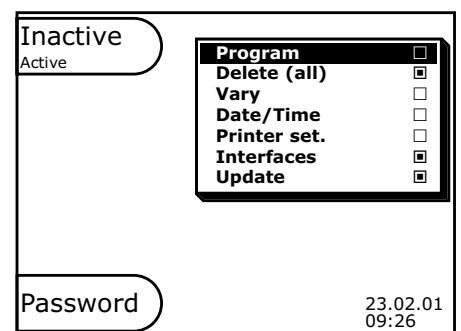 Inactive
Active
Program
Delete (all)
Vary
Date/Time
Printer set.
Interfaces
Update
Password
23.02.01
09:26